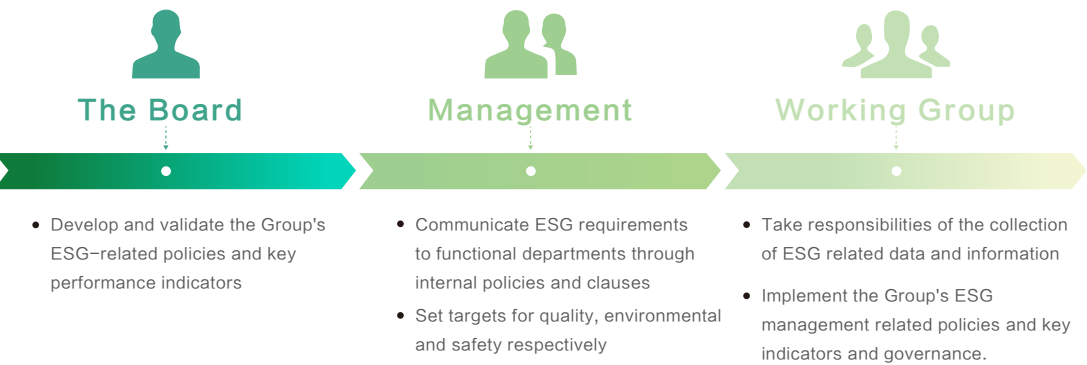 The Board
Management
Working Group
• Develop and validate the Group's
ESG-related policies and key
performance indicators
• Communicate ESG requirements
to functional departments through
internal policies and clauses
• Set targets for quality, environmental
and safety respectively
• Take responsibilities of the collection
of ESG related data and information
• Implement the Group's ESG
management related policies and key
indicators and governance.